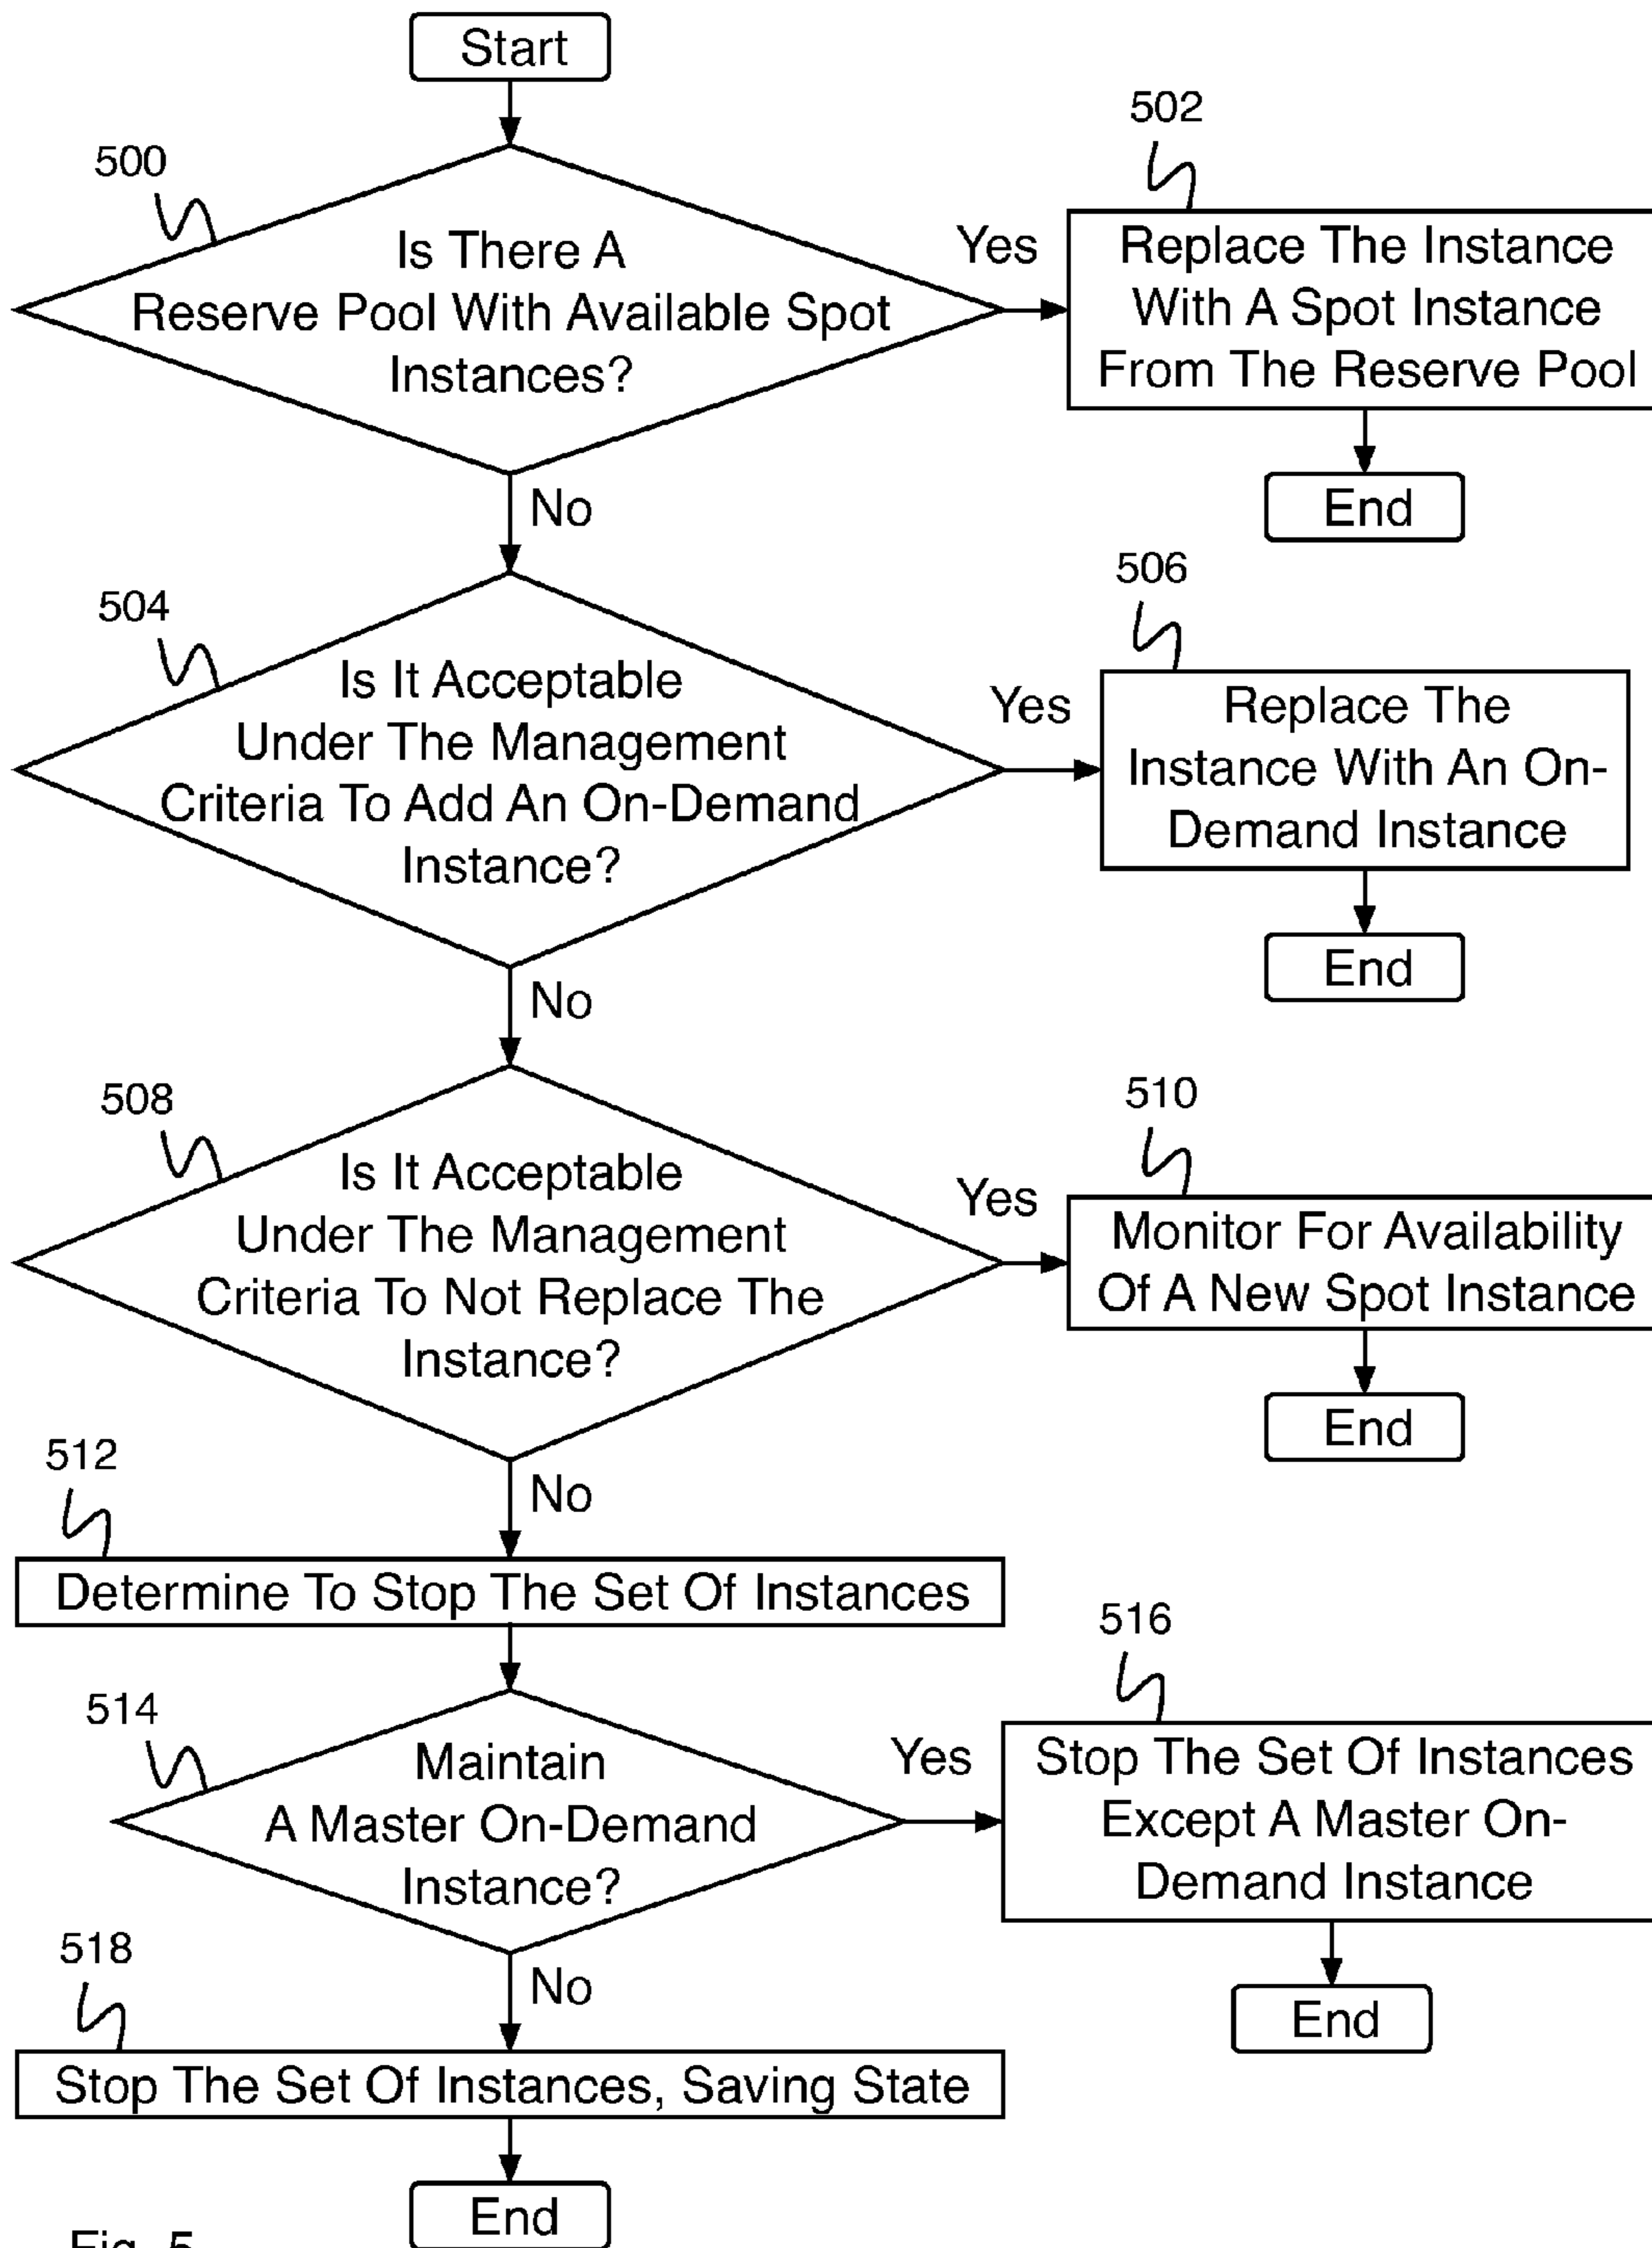 Start
500
Is There A
Reserve Pool With Available Spot
Instances?
Yes
502
Replace The Instance
With A Spot Instance
From The Reserve Pool
End
No
504
Is It Acceptable
Under The Management
Criteria To Add An On-Demand
Instance?
Yes
506
Replace The
Instance With An On-
Demand Instance
End
No
508
Is It Acceptable
Under The Management
Criteria To Not Replace The
Instance?
Yes
510
Monitor For Availability
Of A New Spot Instance
End
No
512
Determine To Stop The Set Of Instances
514
Maintain
A Master On-Demand
Instance?
Yes
516
Stop The Set Of Instances
Except A Master On-
Demand Instance
End
No
518
Stop The Set Of Instances, Saving State
End
Fig. 5